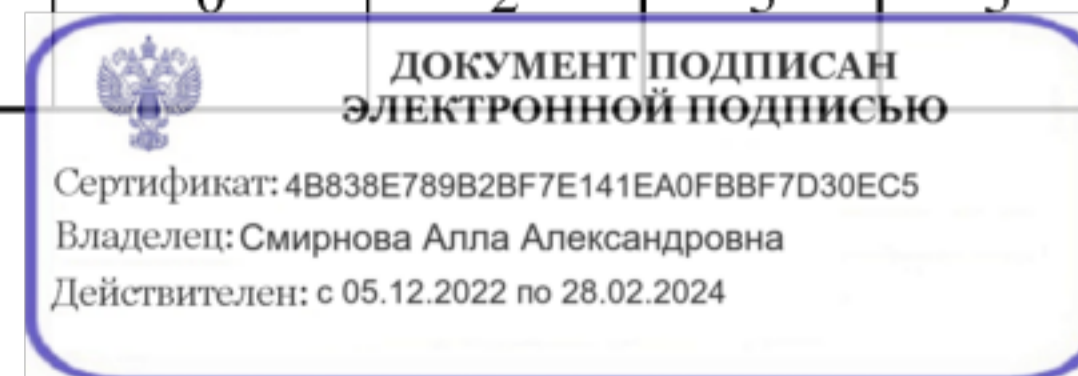 ДОКУМЕНТ ПОДПИСАН
ЭЛЕКТРОННОЙ ПОДПИСЬЮ
Сертификат: 4B838E789B2BF7E141EA0FBBF7D30EC5
Владелец: Смирнова Алла Александровна
Действителен: с 05.12.2022 по 28.02.2024